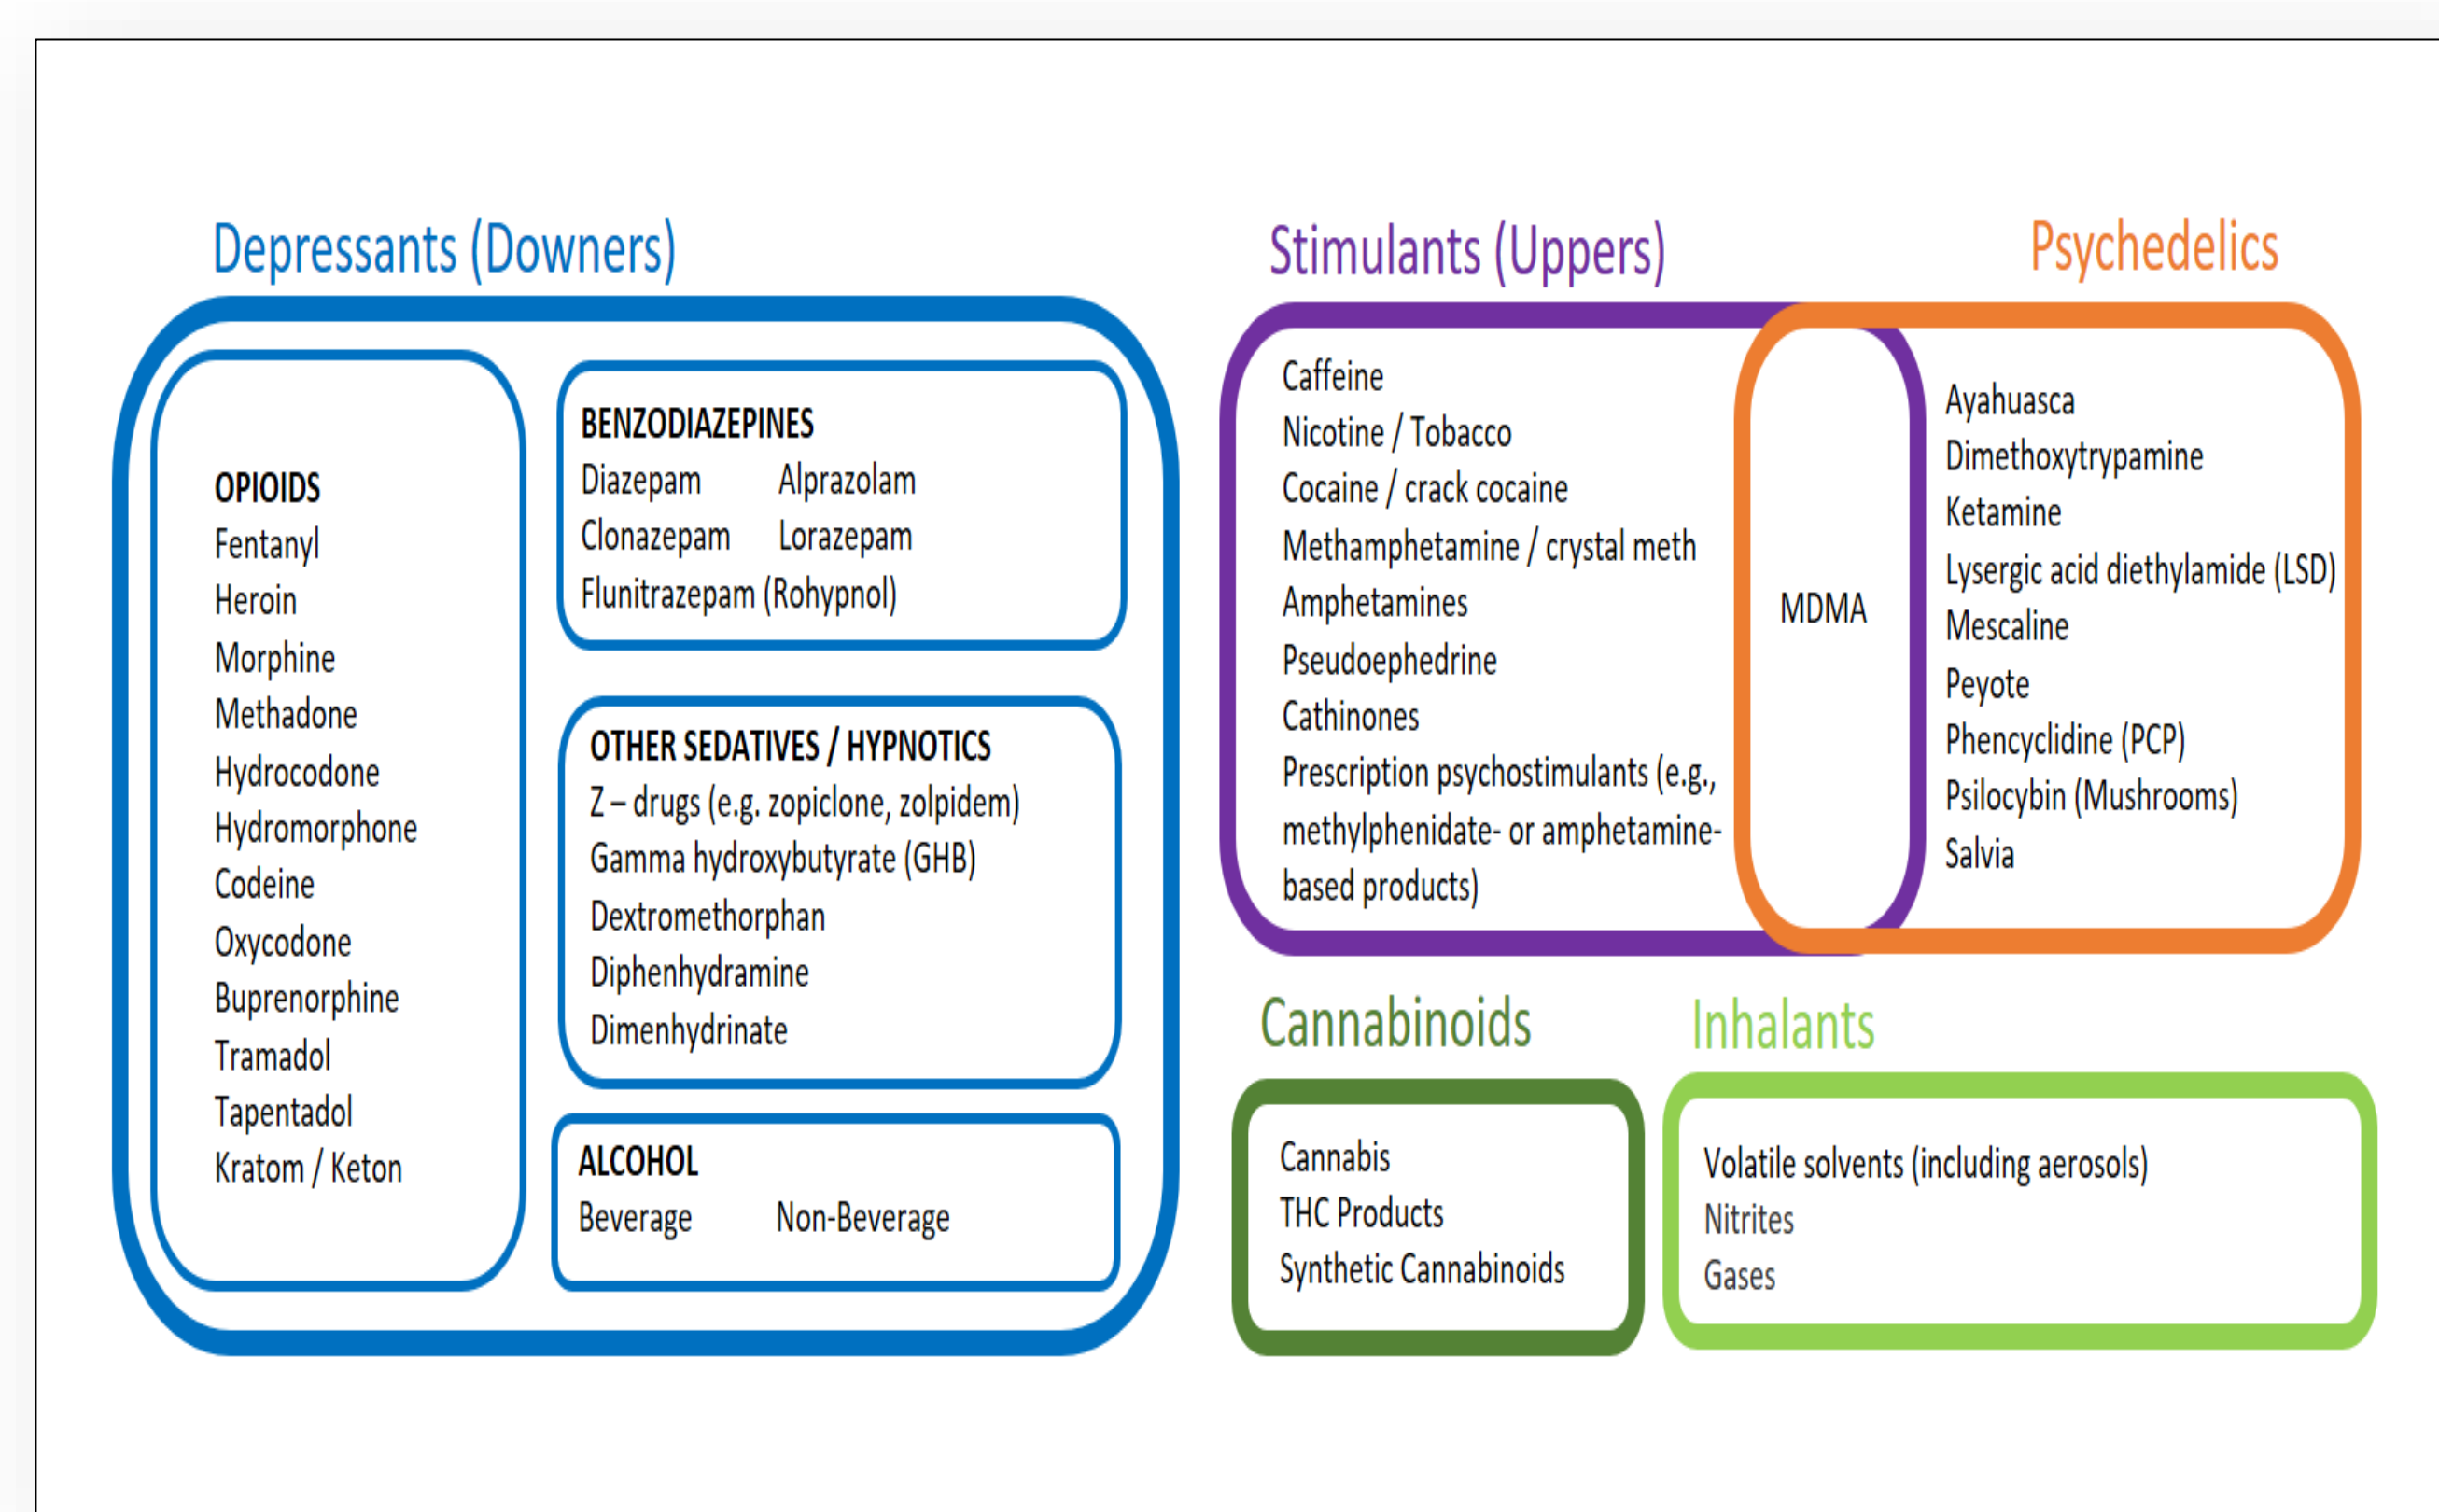 Depressants (Downers)
OPIOIDS
Fentanyl
Heroin
Morphine
Methadone
Hydrocodone
Hydromorphone
Codeine
Oxycodone
Buprenorphine
Tramadol
Tapentadol
Kratom / Keton
BENZODIAZEPINES
Diazepam Alprazolam
Clonazepam Lorazepam
Flunitrazepam (Rohypnol)
OTHER SEDATIVES / HYPNOTICS
Z – drugs (e.g. zopiclone, zolpidem)
Gamma hydroxybutyrate (GHB)
Dextromethorphan
Diphenhydramine
Dimenhydrinate
ALCOHOL
Beverage Non-Beverage
Stimulants (Uppers)
Caffeine
Nicotine / Tobacco
Cocaine / crack cocaine
Methamphetamine / crystal meth
Amphetamines
Pseudoephedrine
Cathinones
Prescription psychostimulants (e.g.,
methylphenidate- or amphetamine-
based products)
MDMA
Psychedelics
Ayahuasca
Dimethoxytrypamine
Ketamine
Lysergic acid diethylamide (LSD)
Mescaline
Peyote
Phencyclidine (PCP)
Psilocybin (Mushrooms)
Salvia
Cannabinoids
Cannabis
THC Products
Synthetic Cannabinoids
Inhalants
Volatile solvents (including aerosols)
Nitrites
Gases